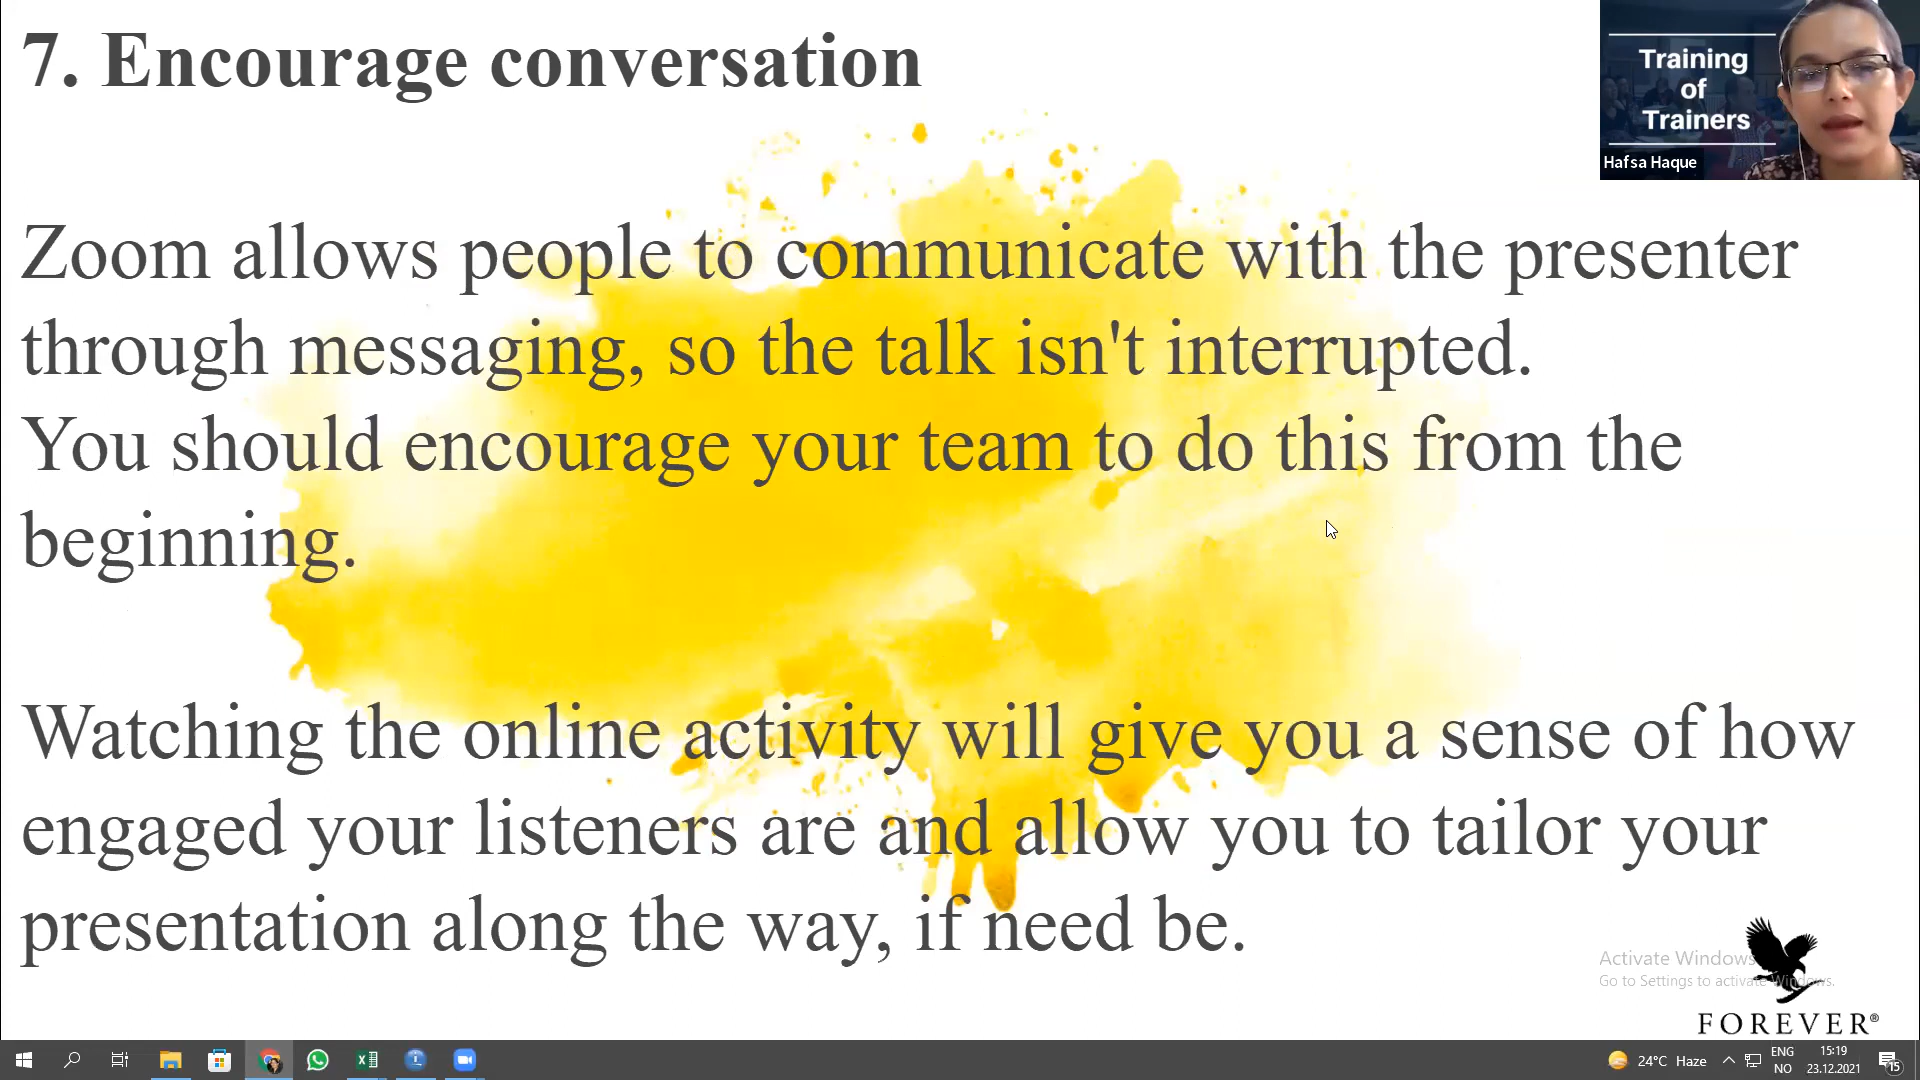 7. Encourage conversation
Training
of
Trainers
Hafsa Haque
Zoom allows people to communicate with the presenter
through messaging, so the talk isn't interrupted.
You should encourage your team to do this from the
beginning.
Watching the online activity will give you a sense of how
engaged your listeners are and allow you to tailor your
presentation along the way, if need be.
Activate Windows
Go to Settings to activate Windows.
FOREVER®
24°C Haze
ENG
NO
15:19
23.12.2021
15